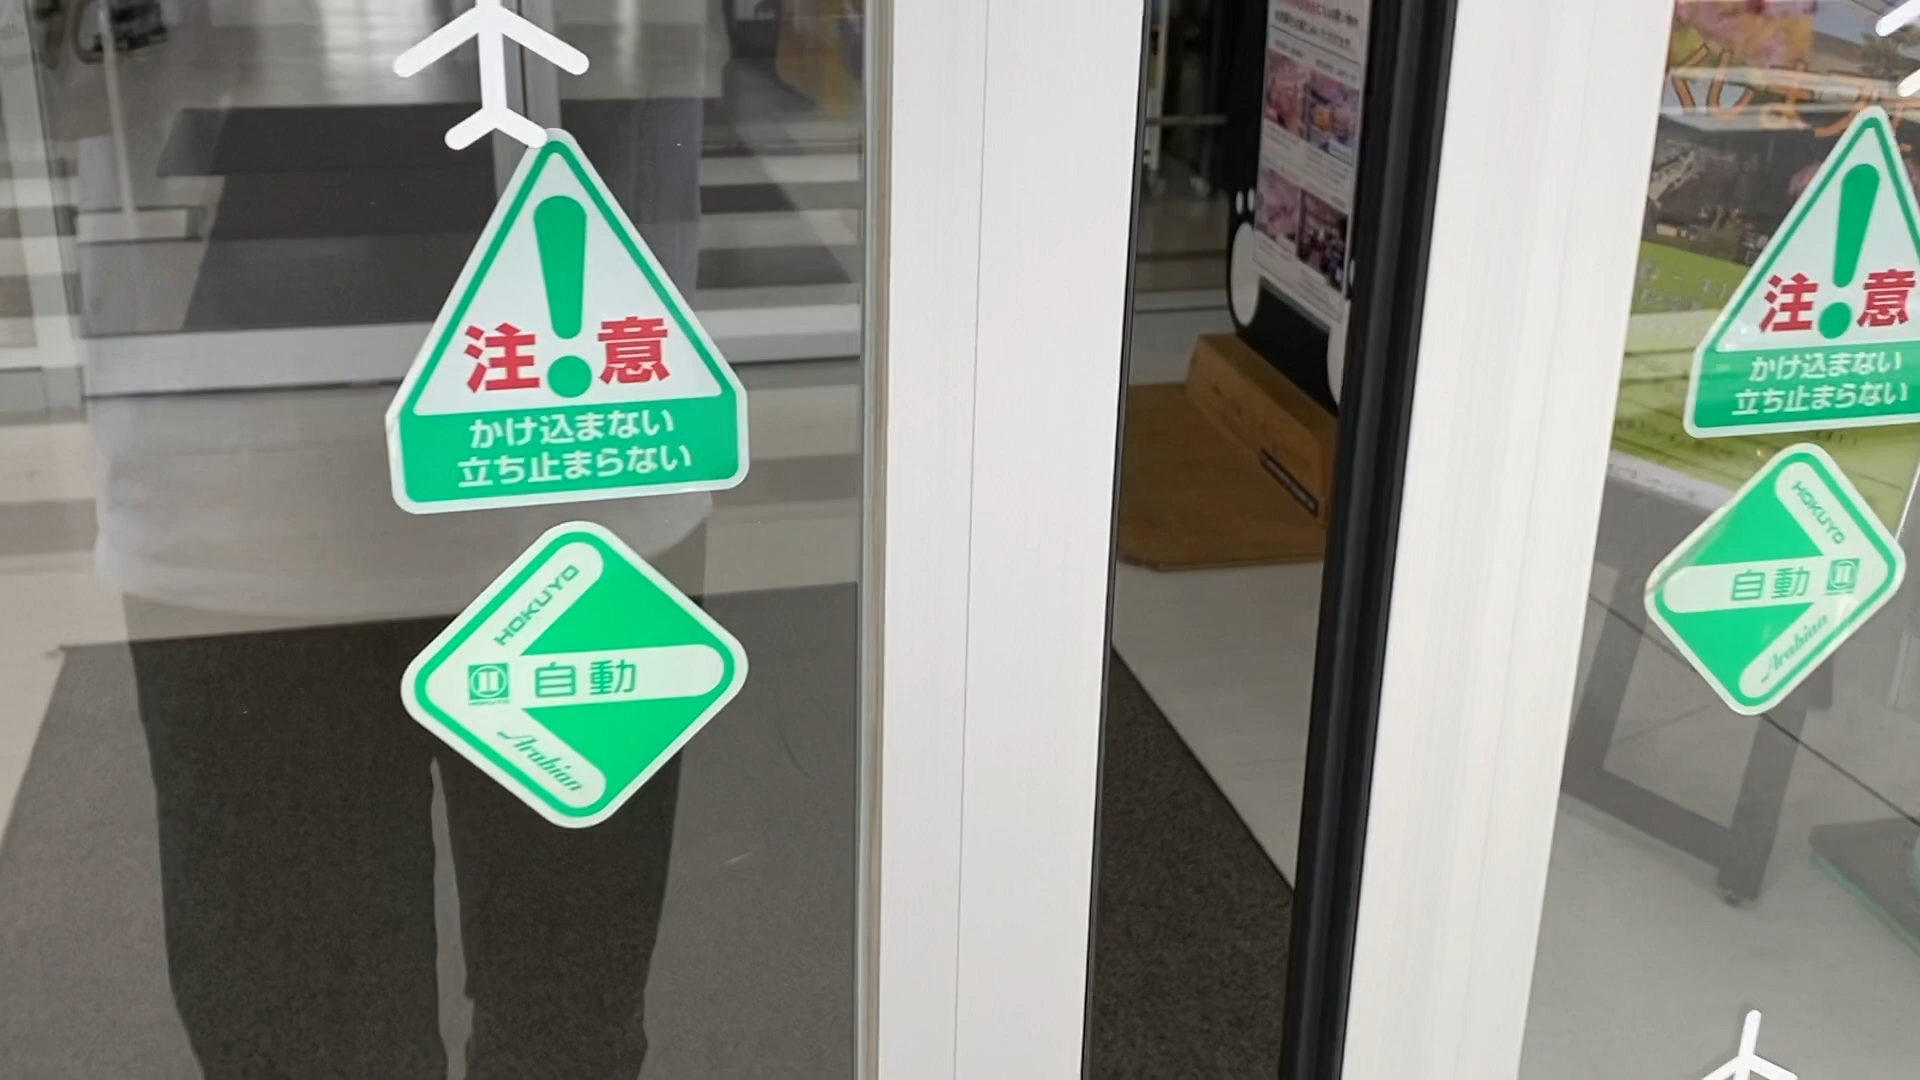 注意
かけ込まない
立ち止まらない
HOKUYO
自動
Arabian
注意
かけ込まない
立ち止まらない
HOKUYO
自動
Arabian